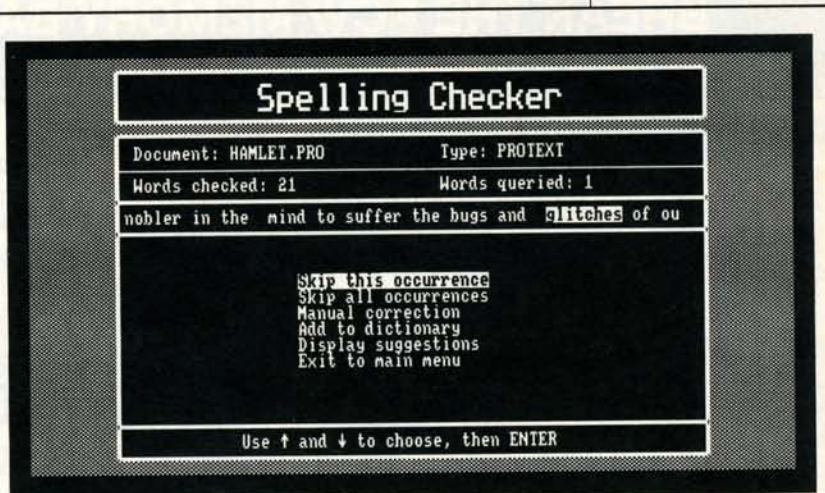 Spelling Checker
Document: HAMLET.PRO Type: PROTEXT
Words checked: 21 Words queried: 1
nobler in the mind to suffer the bugs and glitches of ou
Skip this occurrence
Skip all occurrences
Manual correction
Add to dictionary
Display suggestions
Exit to main menu
Use ↑ and ↓ to choose, then ENTER